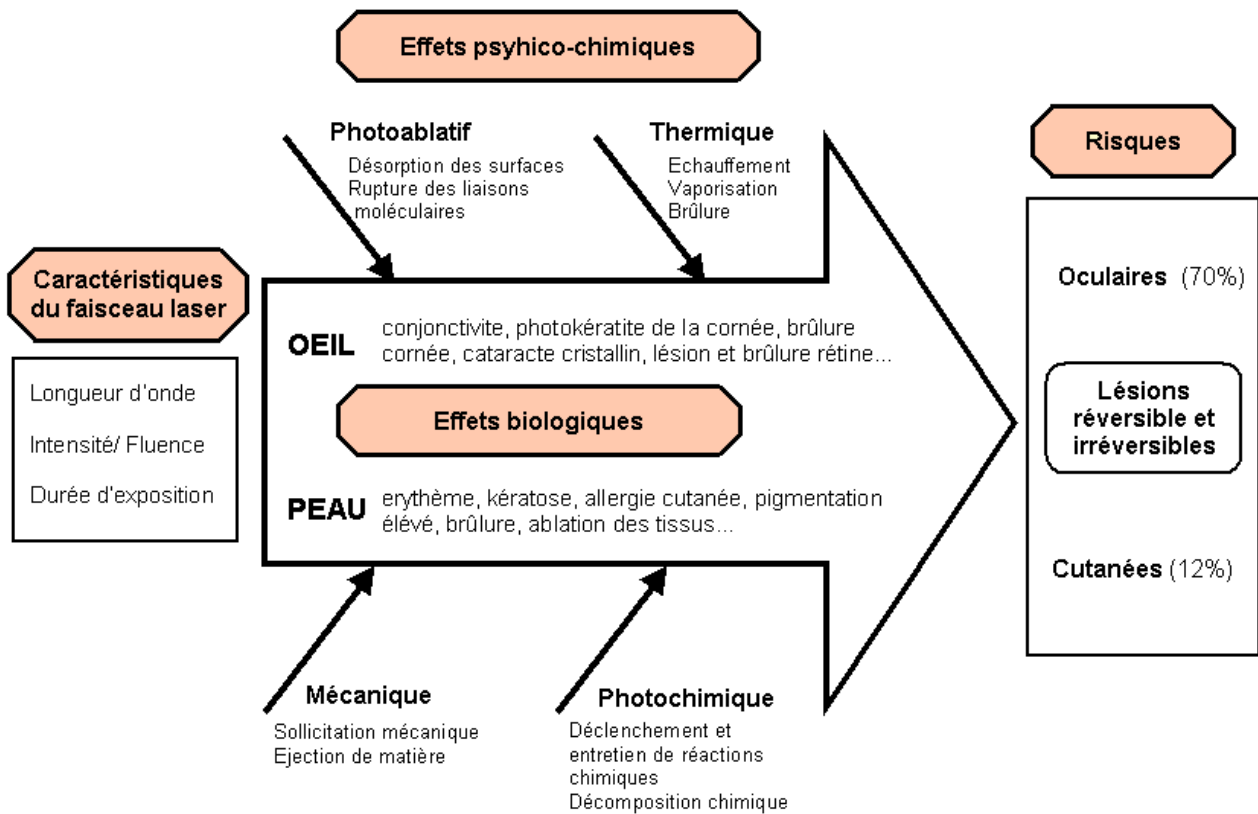 Effets psyhico-chimiques
Photoablatif
Désorption des surfaces
Rupture des liaisons
moléculaires
Thermique
Echauffement
Vaporisation
Brûlure
Risques
Caractéristiques
du faisceau laser
Longueur d'onde
Intensité/ Fluence
Durée d'exposition
OEIL
conjonctivite, photokératite de la cornée, brûlure
cornée, cataracte cristallin, lésion et brûlure rétine...
Effets biologiques
PEAU
erythème, kératose, allergie cutanée, pigmentation
élévé, brûlure, ablation des tissus...
Oculaires (70%)
Lésions
réversible et
irréversibles
Cutanées (12%)
Mécanique
Sollicitation mécanique
Ejection de matière
Photochimique
Déclenchement et
entretien de réactions
chimiques
Décomposition chimique